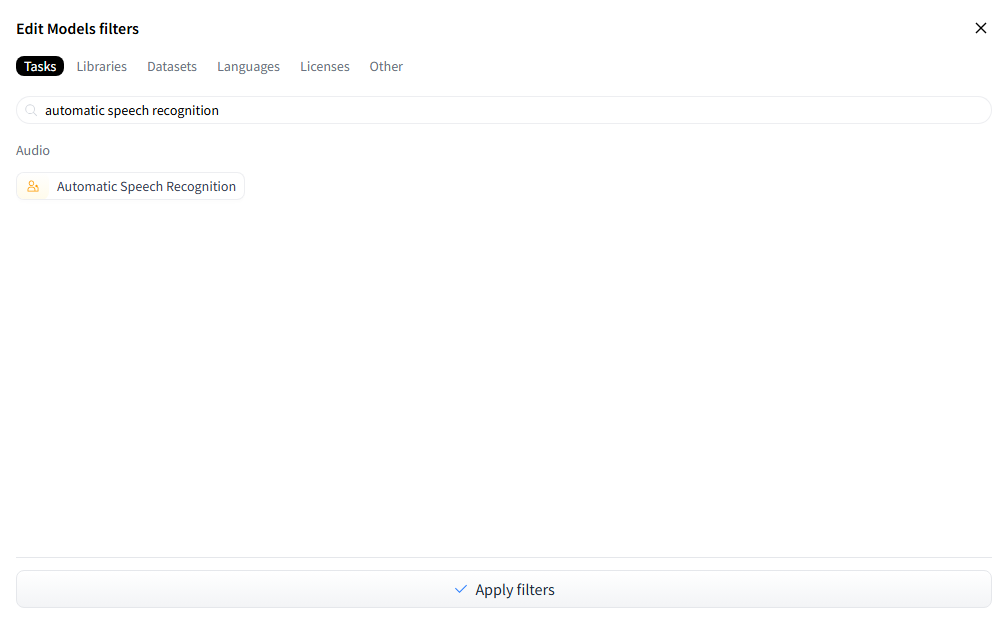 Edit Models filters
Tasks Libraries Datasets Languages Licenses Other
automatic speech recognition
Audio
Automatic Speech Recognition
Apply filters